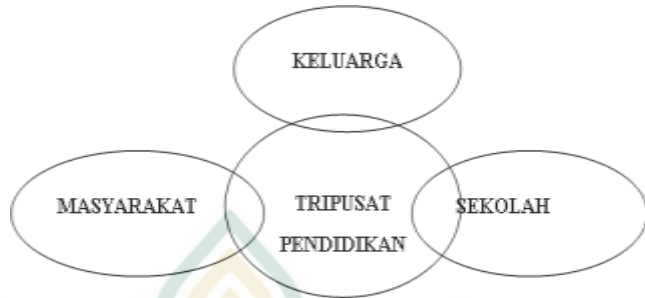 KELUARGA
MASYARAKAT
TRIPUSAT
PENDIDIKAN
SEKOLAH